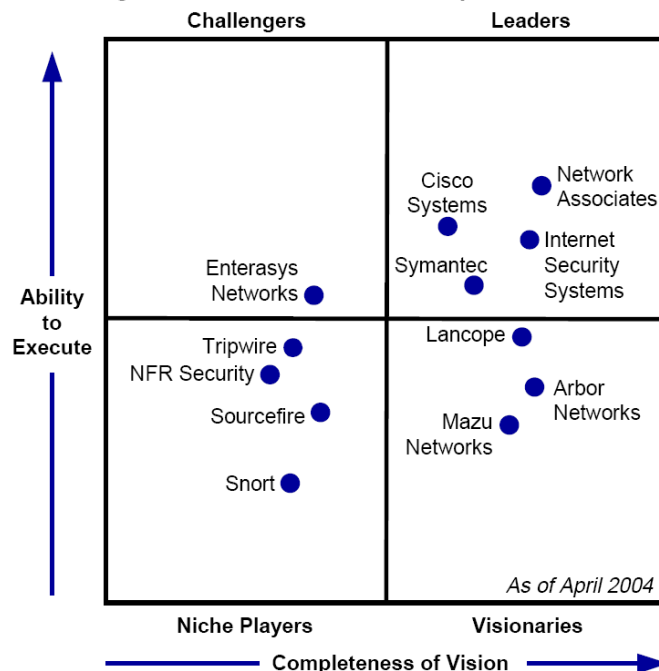 Challengers
Leaders
Network
Associates
Cisco
Systems
Internet
Security
Systems
Symantec
Enterasys
Networks
Ability
to
Execute
Tripwire
NFR Security
Sourcefire
Snort
Lancope
Arbor
Networks
Mazu
Networks
As of April 2004
Niche Players
Visionaries
Completeness of Vision